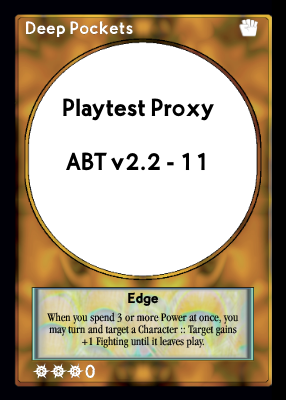 Deep Pockets
Playtest Proxy
ABT v2.2 - 11
Edge
When you spend 3 or more Power at once, you
may turn and target a Character :: Target gains
+1 Fighting until it leaves play.
0